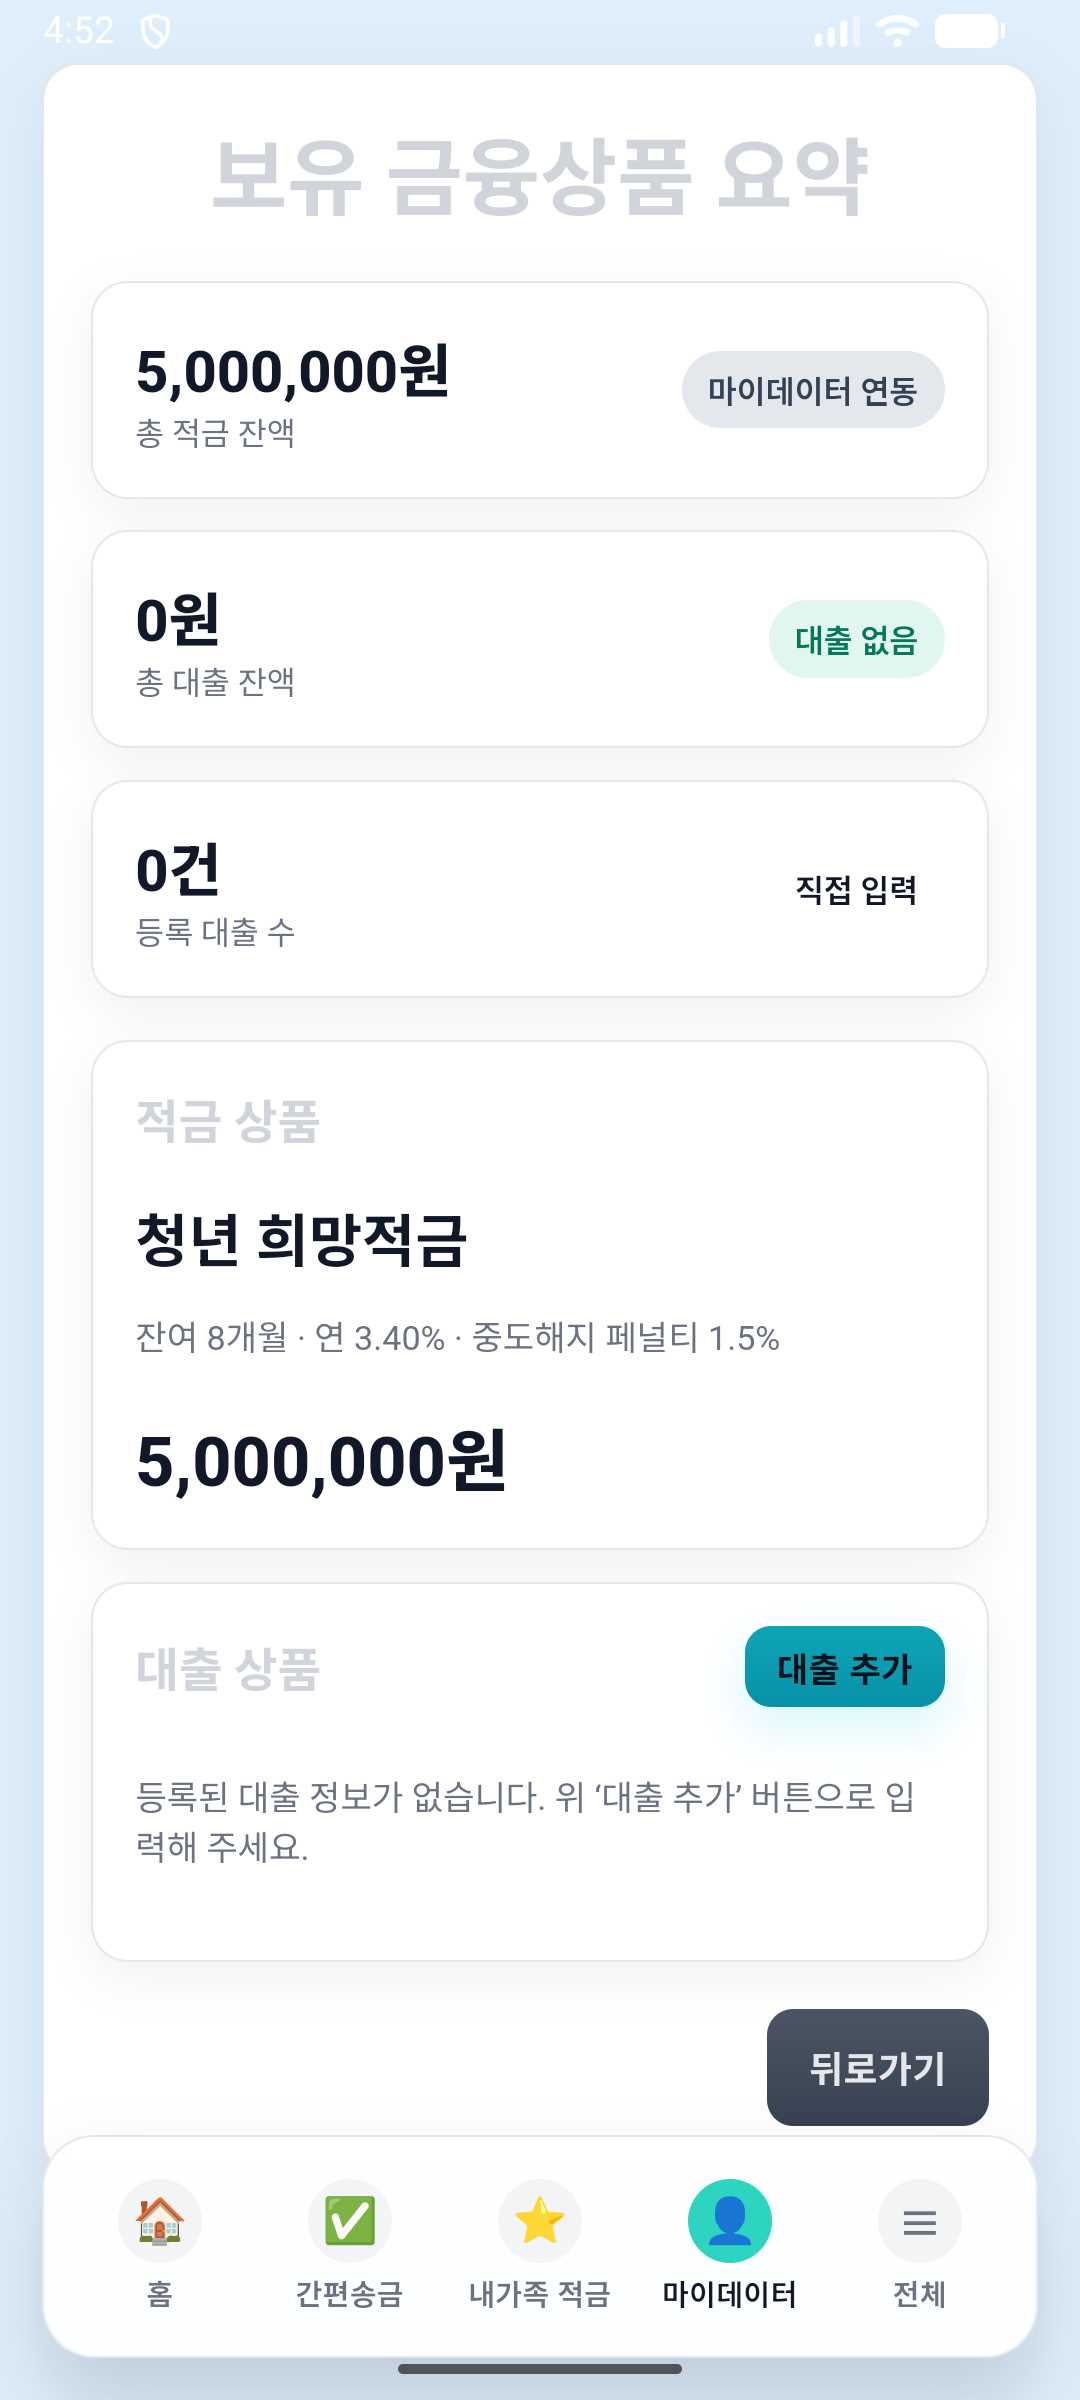 4:52
보유 금융상품 요약
5,000,000원
총 적금 잔액
마이데이터 연동
0원
총 대출 잔액
대출 없음
0건
등록 대출 수
직접 입력
적금 상품
청년 희망적금
잔여 8개월 · 연 3.40% · 중도해지 페널티 1.5%
5,000,000원
대출 상품
대출 추가
등록된 대출 정보가 없습니다. 위 ‘대출 추가’ 버튼으로 입
력해 주세요.
뒤로가기
홈
간편송금
내가족 적금
마이데이터
전체